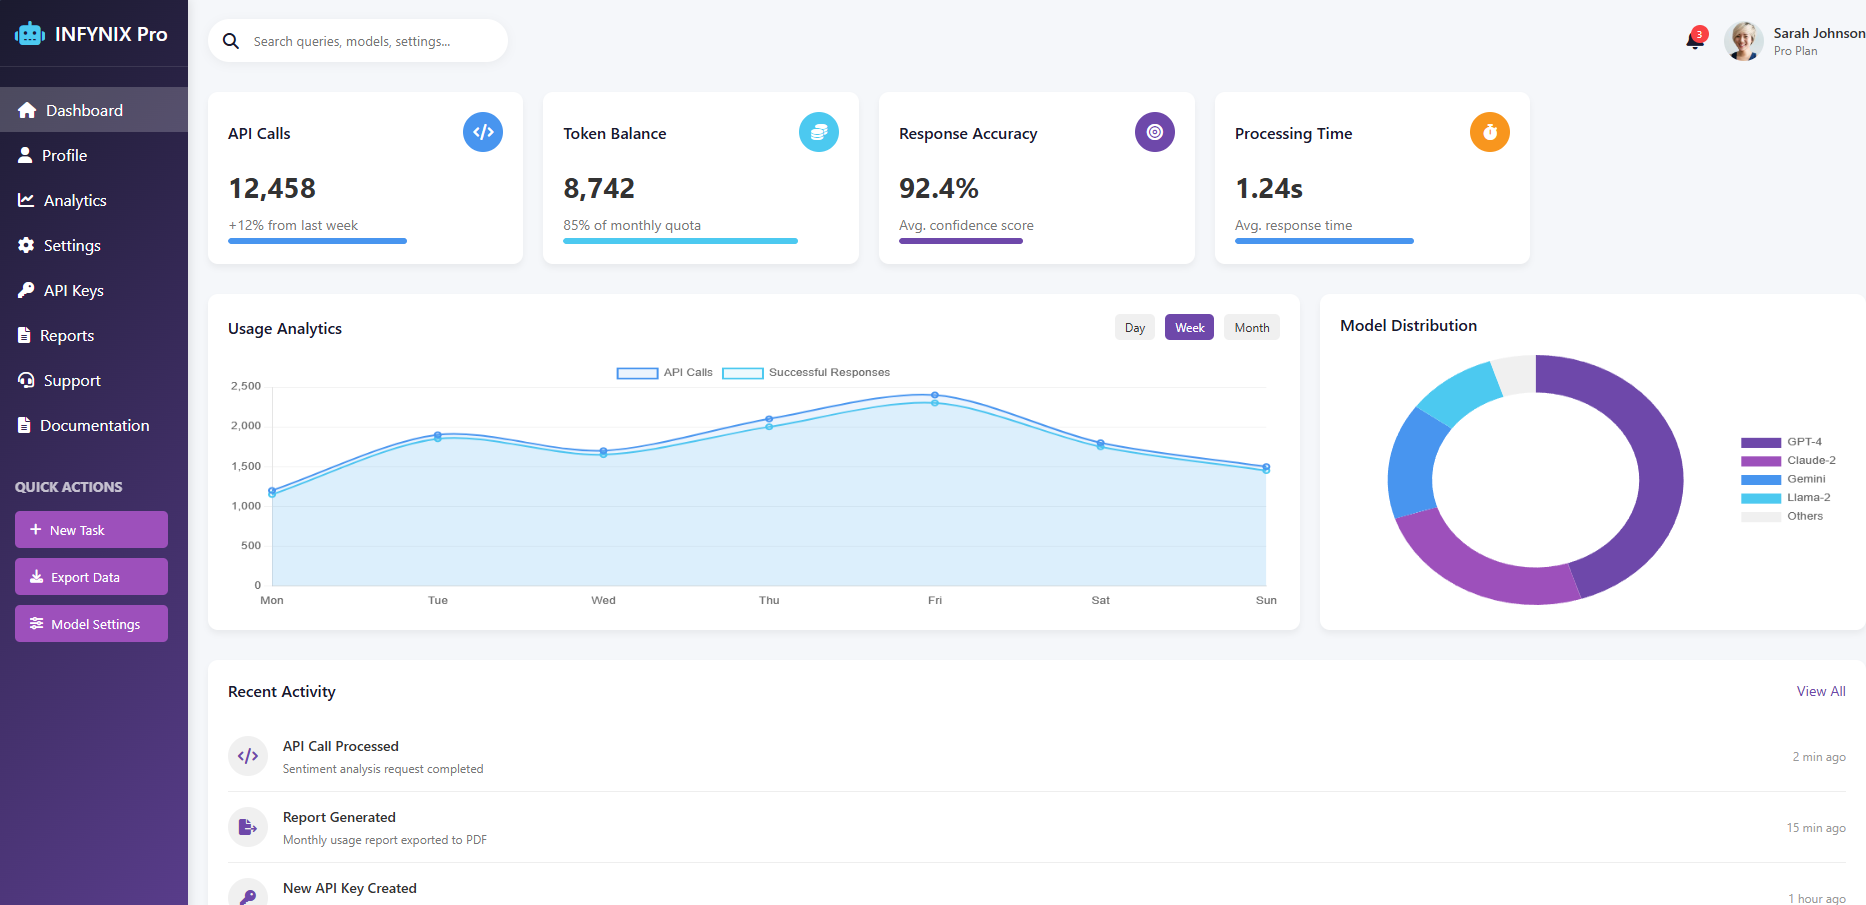 INFYNIX Pro
Dashboard
Profile
Analytics
Settings
API Keys
Reports
Support
Documentation
QUICK ACTIONS
New Task
Export Data
Model Settings
Search queries, models, settings...
3
Sarah Johnson
Pro Plan
API Calls
12,458
+12% from last week
Token Balance
8,742
85% of monthly quota
Response Accuracy
92.4%
Avg. confidence score
Processing Time
1.24s
Avg. response time
Usage Analytics
Day Week Month
API Calls Successful Responses
2,500
2,000
1,500
1,000
500
0
Mon Tue Wed Thu Fri Sat Sun
Model Distribution
GPT-4
Claude-2
Gemini
Llama-2
Others
Recent Activity
View All
API Call Processed
Sentiment analysis request completed
2 min ago
Report Generated
Monthly usage report exported to PDF
15 min ago
New API Key Created
1 hour ago